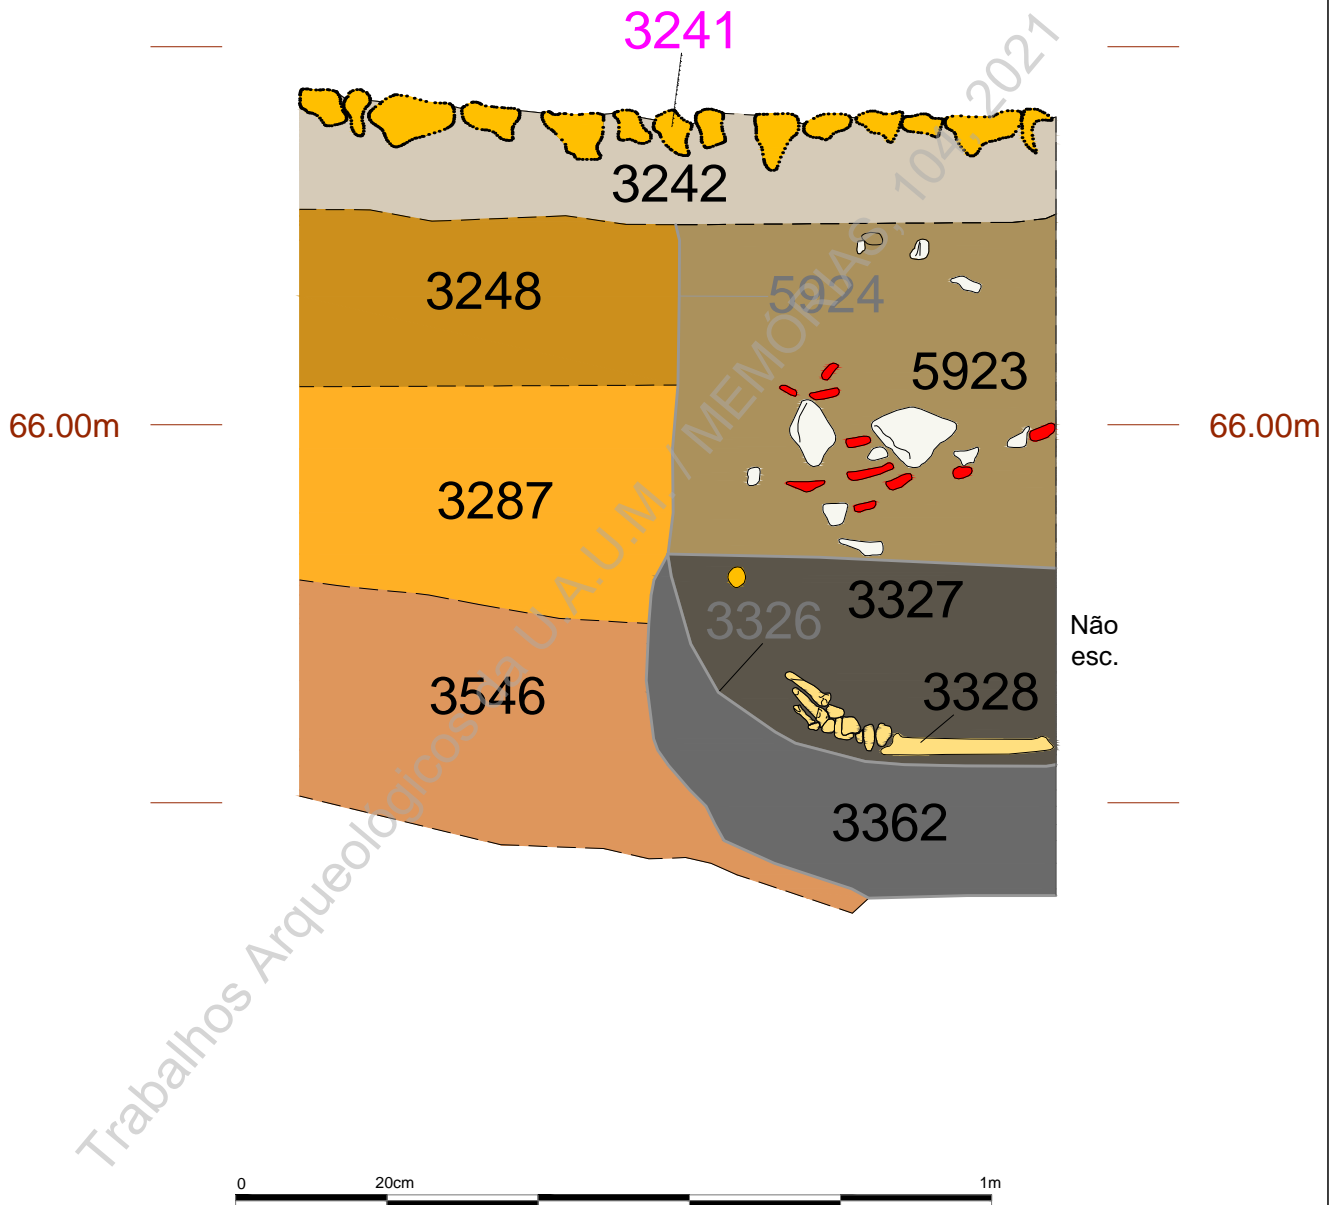 3241
3242
3248
5924
5923
66.00m
66.00m
3287
3327
3326
Não
esc.
3546
3328
3362
Trabalhos Arqueológicos da U.A.U.M. / MEMÓRIAS, 104, 2021
0 20cm 1m